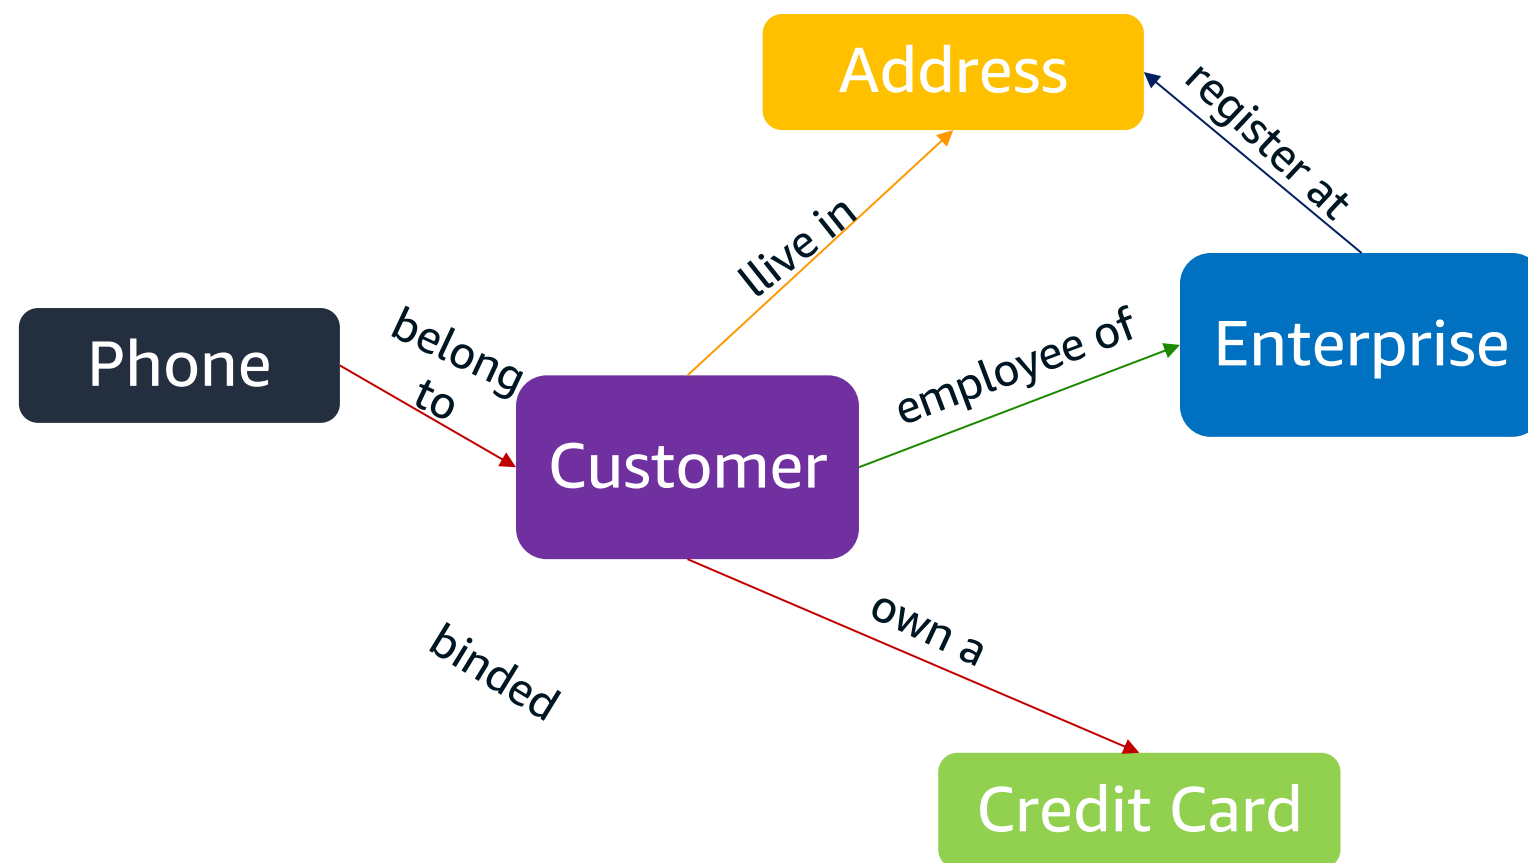 Address
register at
llive in
Enterprise
Phone
belong
to
employee of
Customer
own a
binded
Credit Card